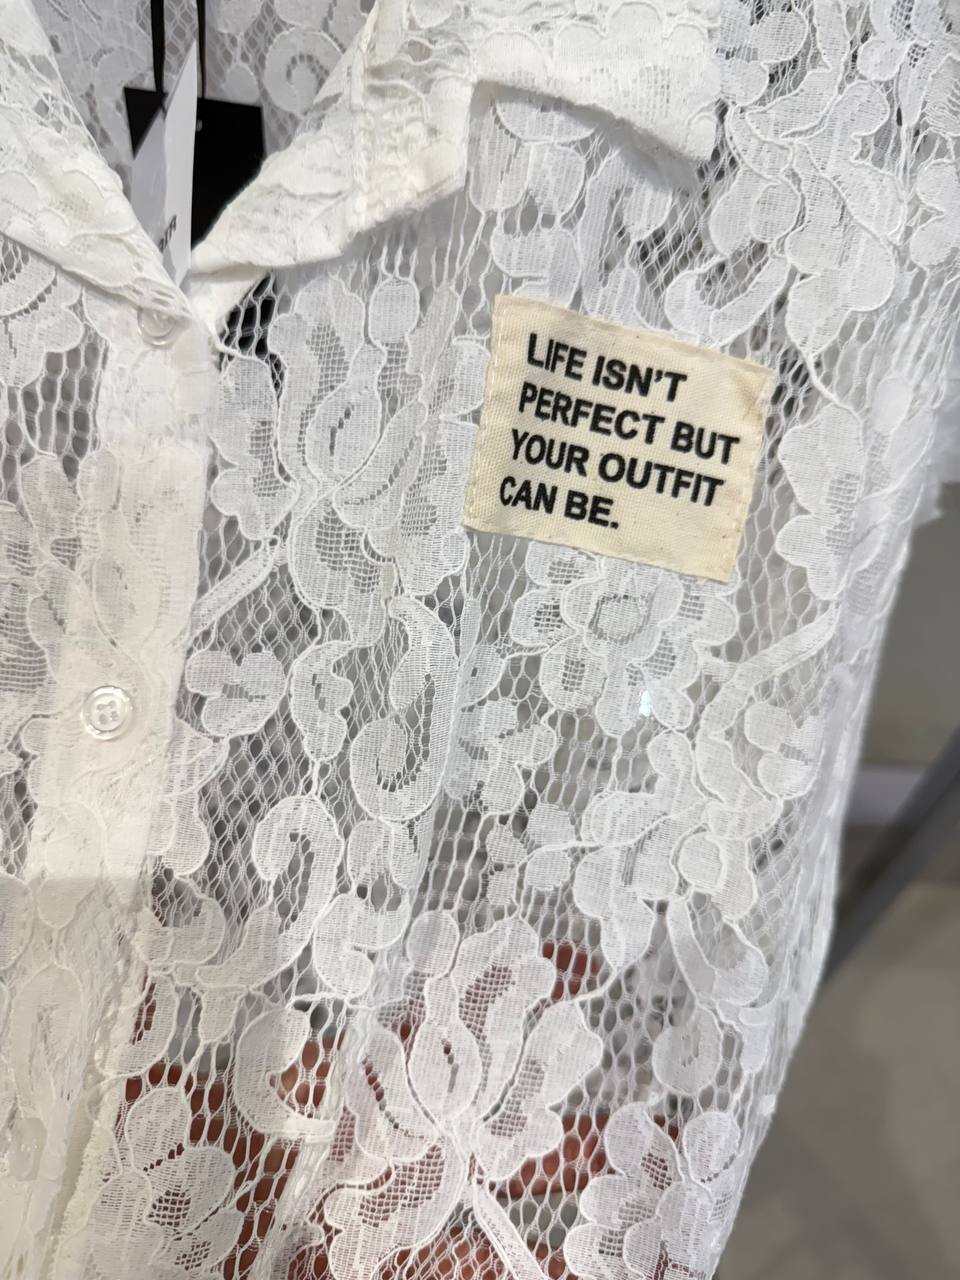 LIFE ISN'T
PERFECT BUT
YOUR OUTFIT
CAN BE.